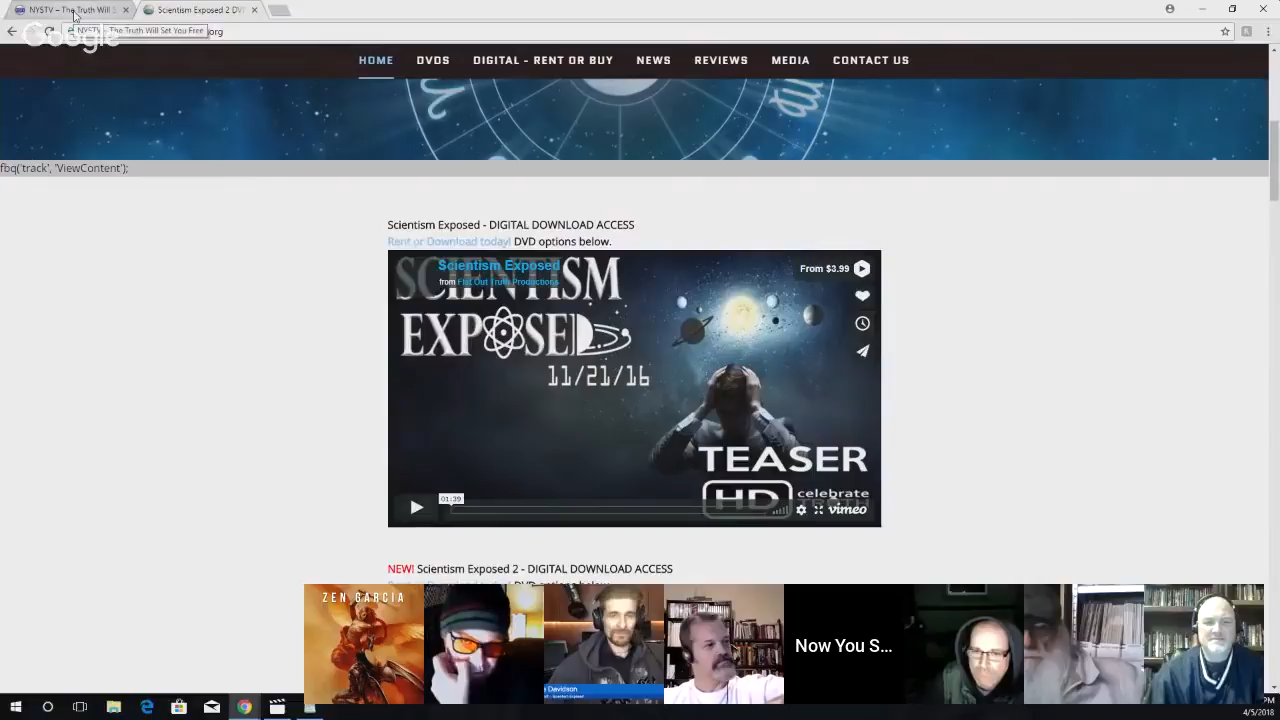 NYSTV – The Truth Will S
Scientism Exposed 2 DV
Google
NYSTV – The Truth Will Set You Free
org
HOME DVDS DIGITAL – RENT OR BUY NEWS REVIEWS MEDIA CONTACT US
fbq('track', 'ViewContent');
Scientism Exposed - DIGITAL DOWNLOAD ACCESS
Rent or Download today! DVD options below.
SCIENTISM
Scientism Exposed
from Flat Out Truth Productions
From $3.99
EXPOSED
11/21/16
TEASER
HD celebrate
TRUTH
01:39
vimeo
NEW! Scientism Exposed 2 - DIGITAL DOWNLOAD ACCESS
ZEN GARCIA
Now You S...
Davidson
PM
4/5/2018